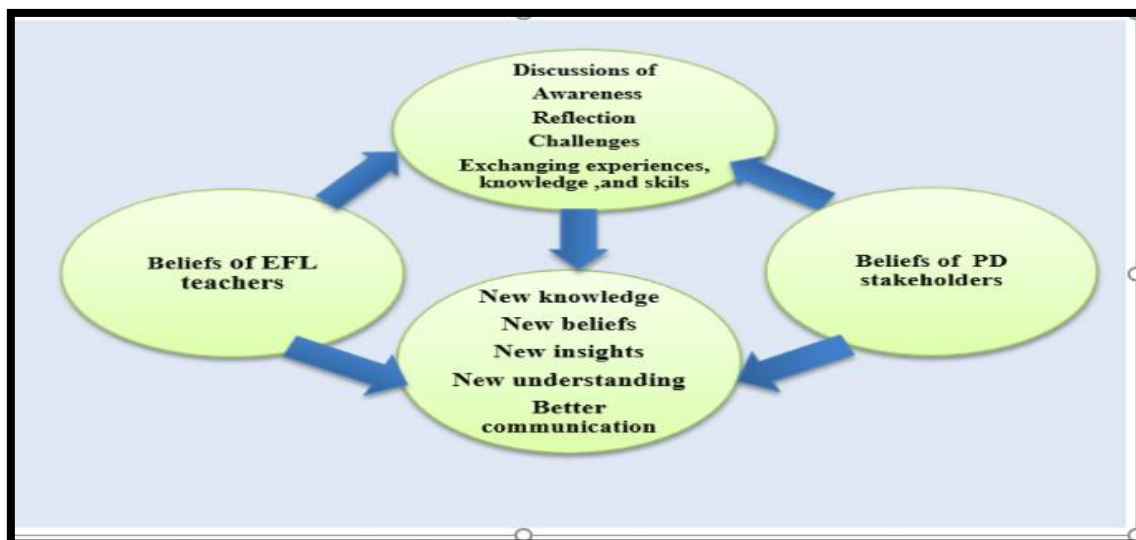 Discussions of
Awareness
Reflection
Challenges
Exchanging experiences,
knowledge ,and skils
Beliefs of EFL
teachers
Beliefs of PD
stakeholders
New knowledge
New beliefs
New insights
New understanding
Better
communication